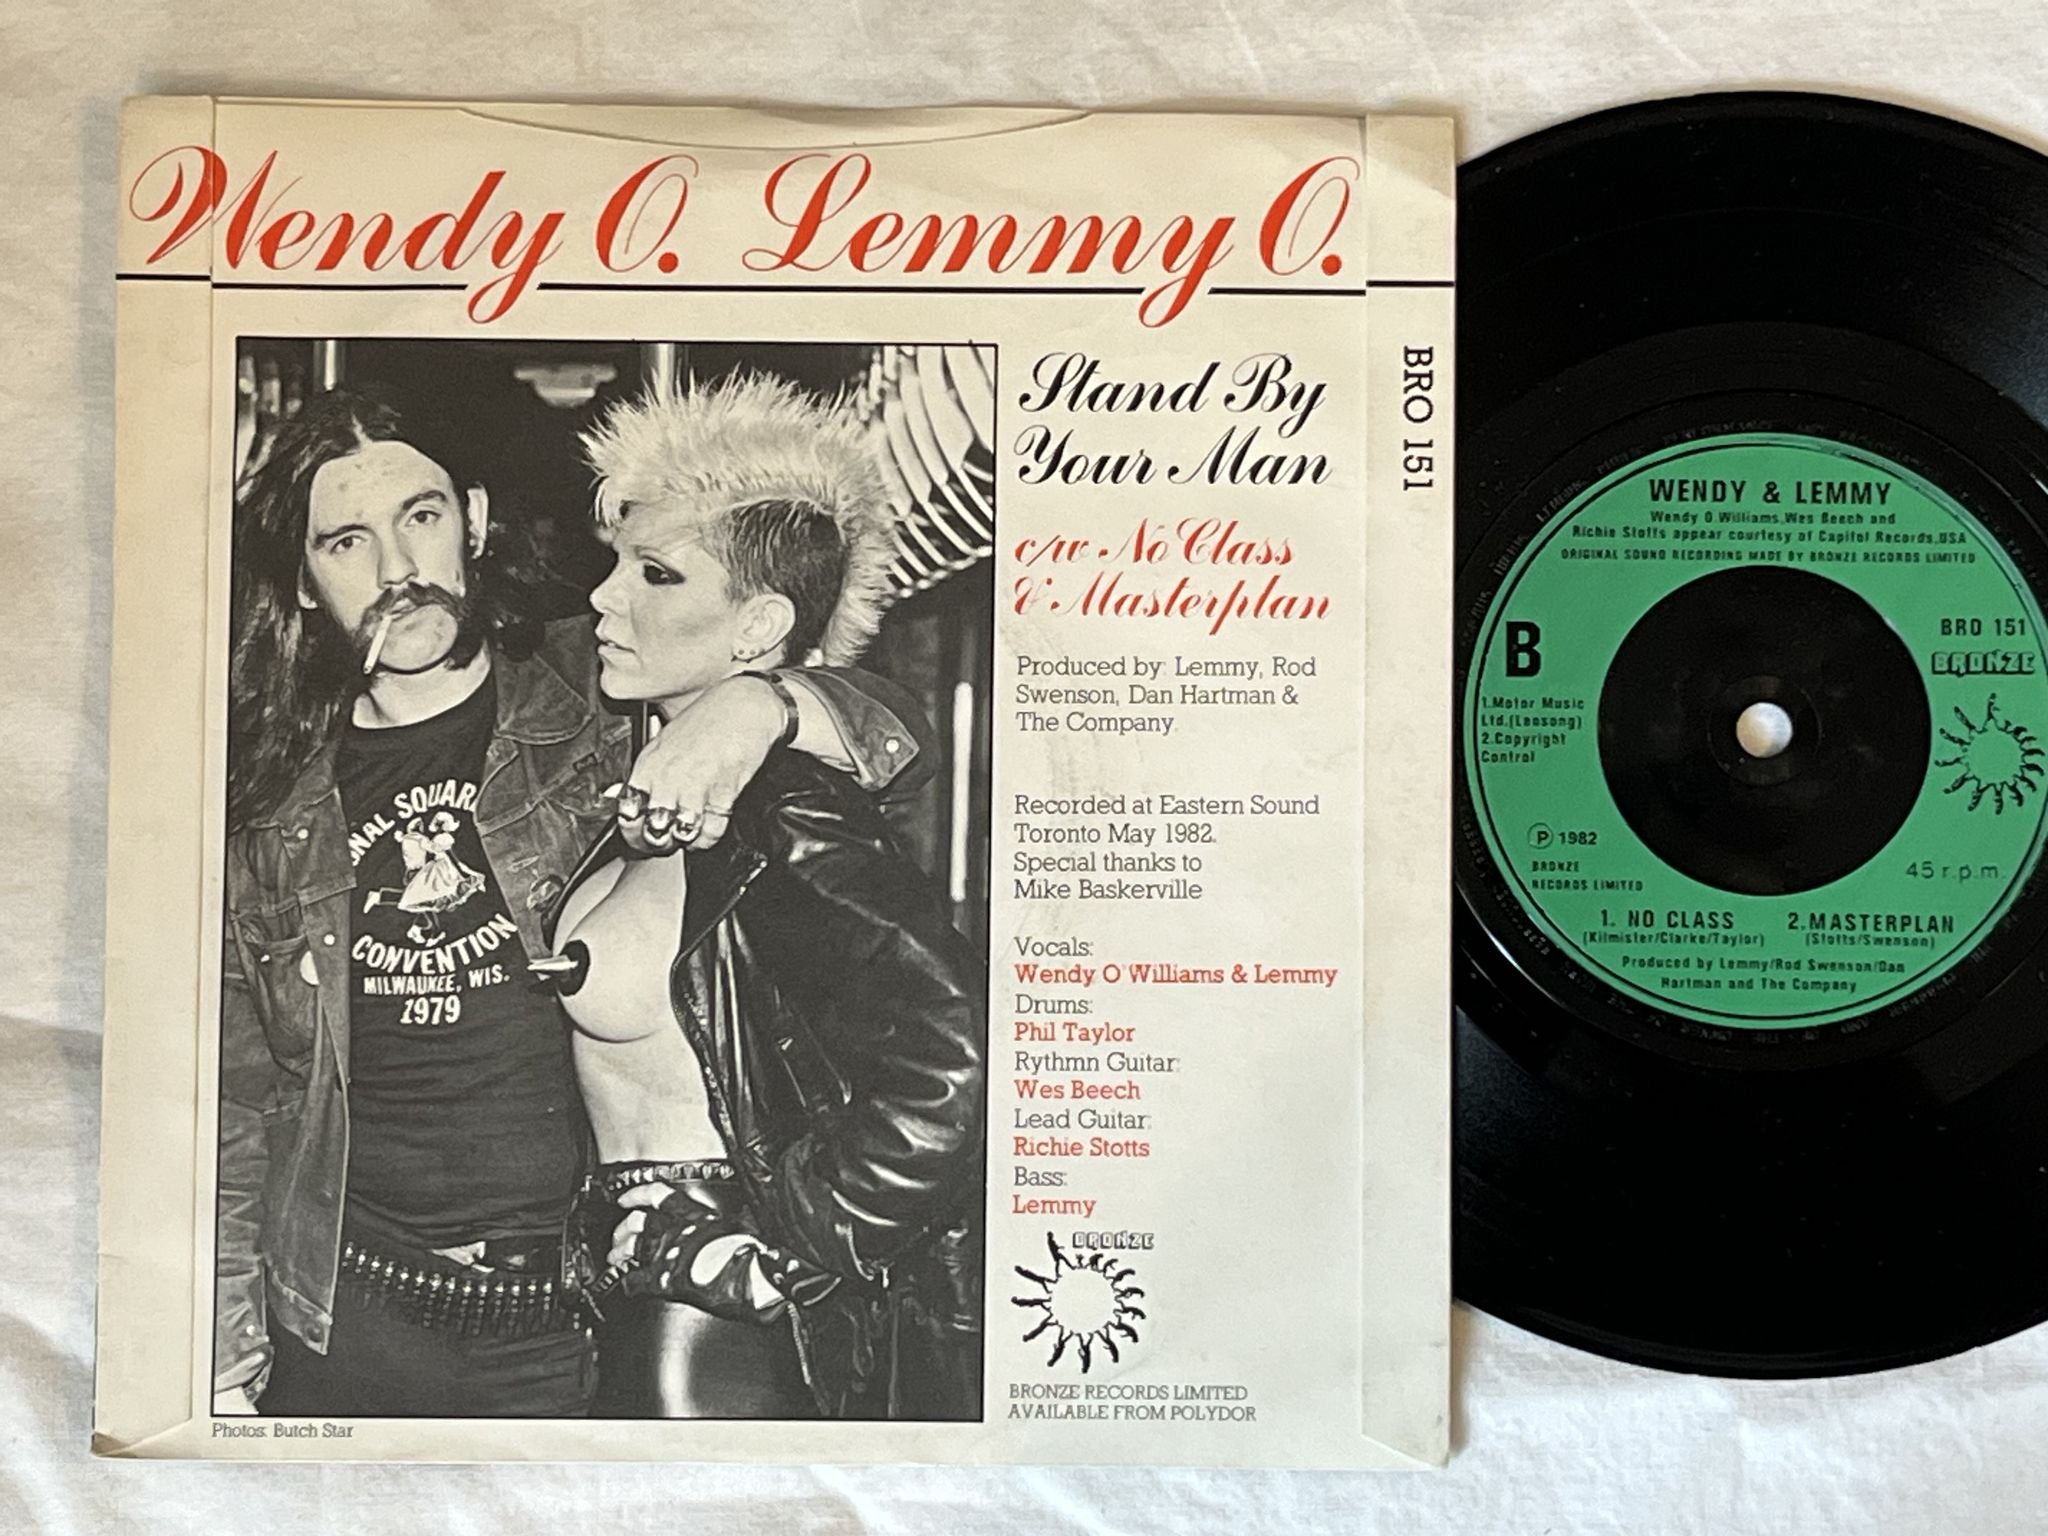 Wendy O. Lemmy O.
Stand By
Your Man
c/w No Class
& Masterplan
Produced by: Lemmy, Rod
Swenson, Dan Hartman &
The Company.
Recorded at Eastern Sound
Toronto May 1982.
Special thanks to
Mike Baskerville
Vocals:
Wendy O Williams & Lemmy
Drums:
Phil Taylor
Rythmn Guitar:
Wes Beech
Lead Guitar:
Richie Stotts
Bass:
Lemmy
BRONZE
BRONZE RECORDS LIMITED
AVAILABLE FROM POLYDOR
Photos: Butch Star
BRO 151
ONAL SQUAR
CONVENTION
MILWAUKEE, WIS.
1979
WENDY & LEMMY
Wendy O Williams, Wes Beech and
Richie Stotts appear courtesy of Capitol Records, USA
ORIGINAL SOUND RECORDING MADE BY BRONZE RECORDS LIMITED
B
BRO 151
BRONZE
1.Motor Music
Ltd.(Leosong)
2.Copyright
Control
P 1982
BRONZE
RECORDS LIMITED
45 r.p.m.
1. NO CLASS
(Kilmister/Clarke/Taylor)
2.MASTERPLAN
(Stotts/Swenson)
Produced by Lemmy/Rod Swenson/Dan
Hartman and The Company